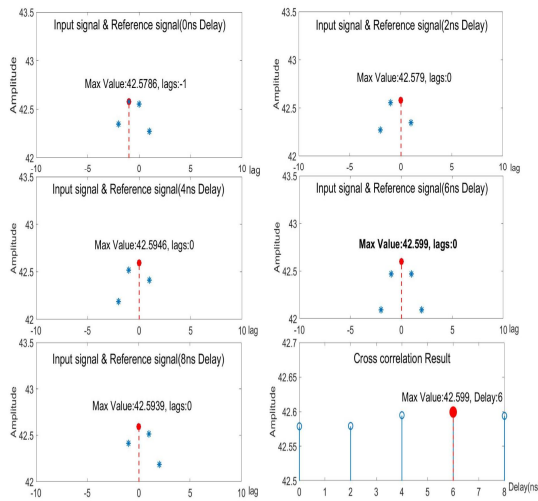 Input signal & Reference signal(0ns Delay)
Max Value:42.5786, lags:-1
Amplitude
43.5
43
42.5
42
-10
-5
0
5
10
lag
Input signal & Reference signal(2ns Delay)
Max Value:42.579, lags:0
Amplitude
43.5
43
42.5
42
-10
-5
0
5
10
lag
Input signal & Reference signal(4ns Delay)
Max Value:42.5946, lags:0
Amplitude
43.5
43
42.5
42
-10
-5
0
5
10
lag
Input signal & Reference signal(6ns Delay)
Max Value:42.599, lags:0
Amplitude
43.5
43
42.5
42
-10
-5
0
5
10
lag
Input signal & Reference signal(8ns Delay)
Max Value:42.5939, lags:0
Amplitude
43.5
43
42.5
42
-10
-5
0
5
10
lag
Cross correlation Result
Max Value:42.599, Delay:6
Amplitude
42.7
42.65
42.6
42.55
42.5
0
1
2
3
4
5
6
7
8
Delay(ns